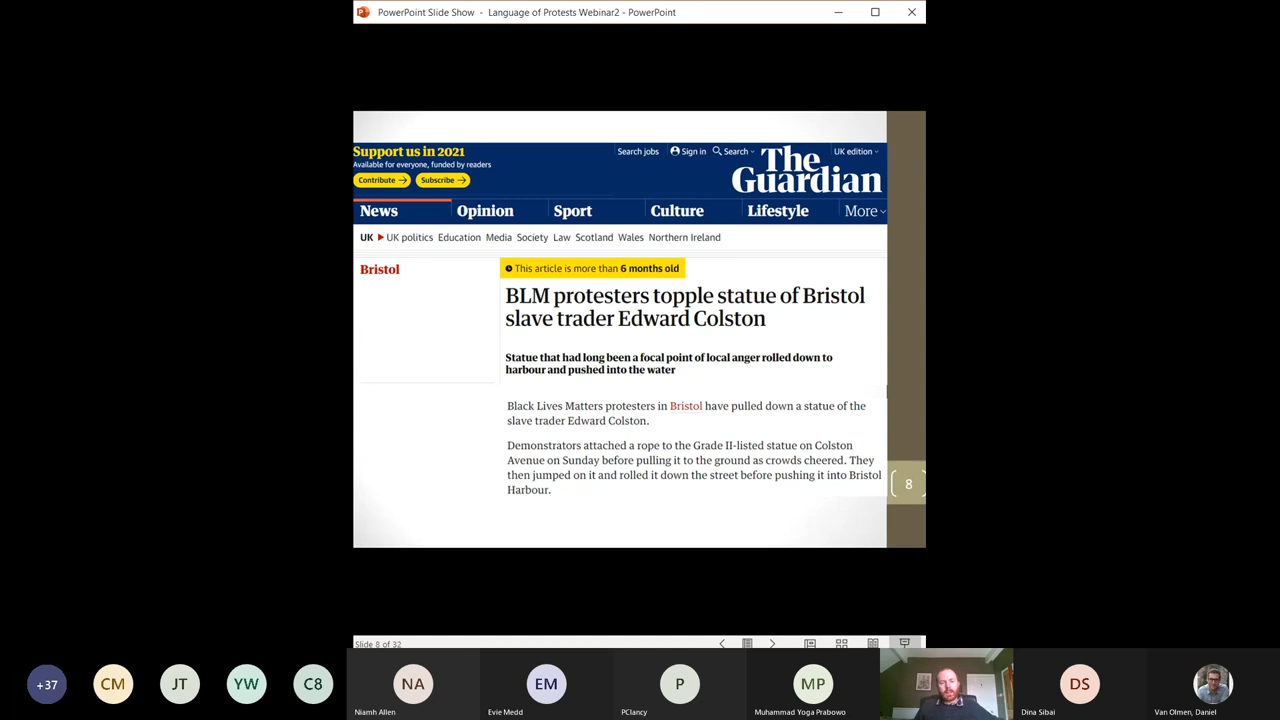 PowerPoint Slide Show - Language of Protests Webinar2 - PowerPoint
Support us in 2021
Available for everyone, funded by readers
Contribute →
Subscribe →
Search jobs
Sign in
Search
UK edition
The Guardian
News
Opinion
Sport
Culture
Lifestyle
More
UK
UK politics
Education
Media
Society
Law
Scotland
Wales
Northern Ireland
Bristol
This article is more than 6 months old
BLM protesters topple statue of Bristol
slave trader Edward Colston
Statue that had long been a focal point of local anger rolled down to
harbour and pushed into the water
Black Lives Matters protesters in Bristol have pulled down a statue of the
slave trader Edward Colston.
Demonstrators attached a rope to the Grade II-listed statue on Colston
Avenue on Sunday before pulling it to the ground as crowds cheered. They
then jumped on it and rolled it down the street before pushing it into Bristol
Harbour.
8
Slide 8 of 32
+37
CM
JT
YW
C8
NA
Niamh Allen
EM
Evie Medd
P
PClancy
MP
Muhammad Yoga Prabowo
DS
Dina Sibai
Van Olmen, Daniel